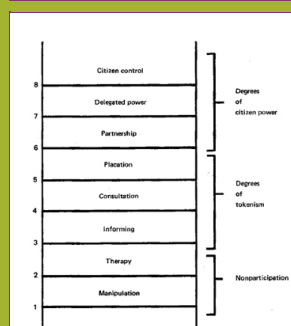 Citizen control
8
Delegated power
7
Partnership
6
Placation
5
Consultation
4
Informing
3
Therapy
2
Manipulation
1
Degrees
of
citizen power
Degrees
of
tokenism
Nonparticipation